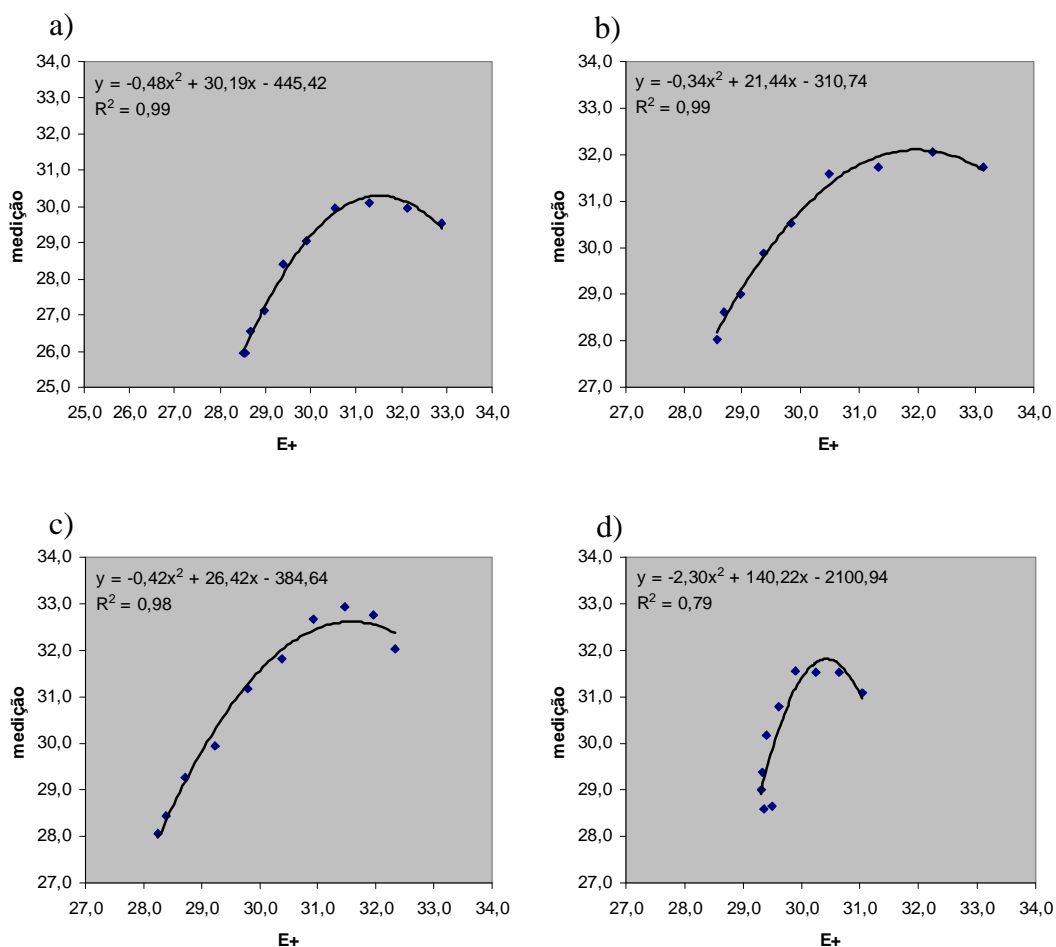 a)
y = -0,48x² + 30,19x - 445,42
R² = 0,99
34,0
33,0
32,0
31,0
30,0
29,0
28,0
27,0
26,0
25,0
medição
25,0 26,0 27,0 28,0 29,0 30,0 31,0 32,0 33,0 34,0
E+
b)
y = -0,34x² + 21,44x - 310,74
R² = 0,99
34,0
33,0
32,0
31,0
30,0
29,0
28,0
27,0
medição
27,0 28,0 29,0 30,0 31,0 32,0 33,0 34,0
E+
c)
y = -0,42x² + 26,42x - 384,64
R² = 0,98
34,0
33,0
32,0
31,0
30,0
29,0
28,0
27,0
medição
27,0 28,0 29,0 30,0 31,0 32,0 33,0 34,0
E+
d)
y = -2,30x² + 140,22x - 2100,94
R² = 0,79
34,0
33,0
32,0
31,0
30,0
29,0
28,0
27,0
medição
27,0 28,0 29,0 30,0 31,0 32,0 33,0 34,0
E+